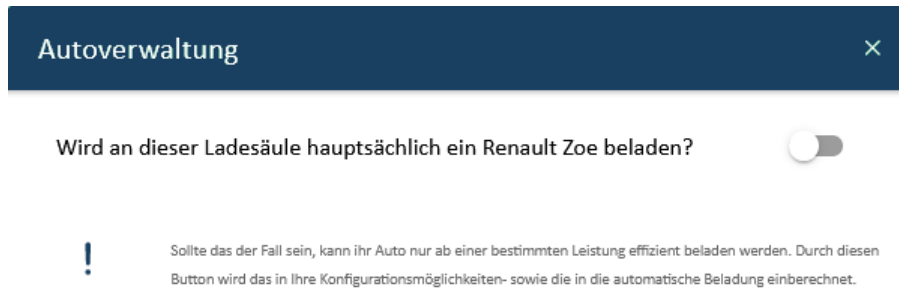 Autoverwaltung
Wird an dieser Ladesäule hauptsächlich ein Renault Zoe beladen?
Sollte das der Fall sein, kann ihr Auto nur ab einer bestimmten Leistung effizient beladen werden. Durch diesen
Button wird das in Ihre Konfigurationsmöglichkeiten- sowie die in die automatische Beladung einberechnet.